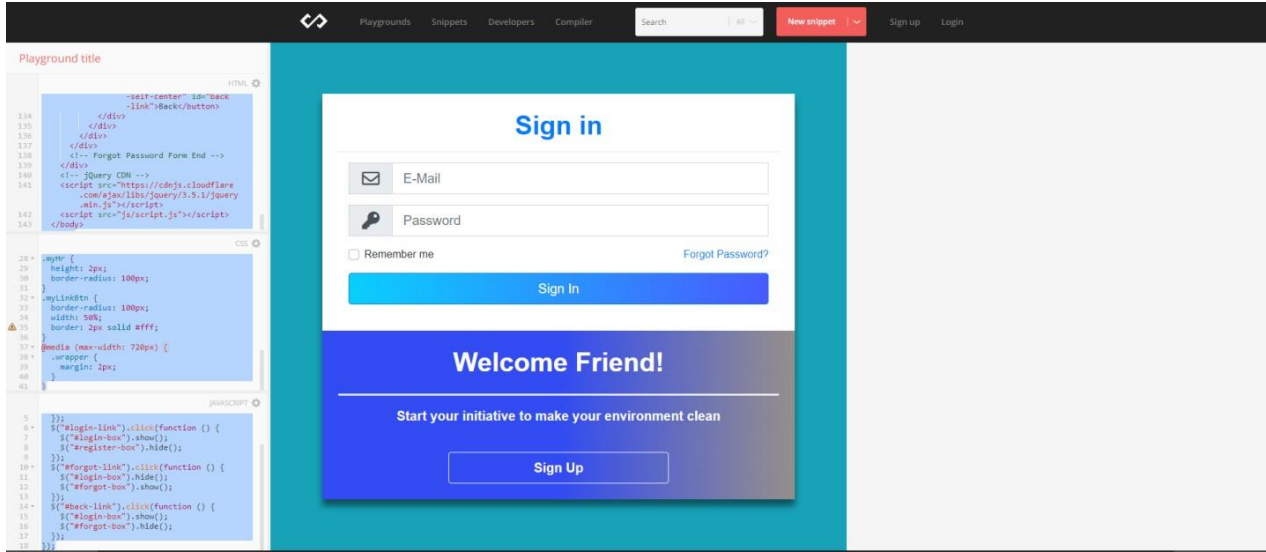 Playgrounds Snippets Developers Compiler Search All New snippet Sign up Login
Playground title
HTML
-self-center" id="back
-link">Back</button>
134 </div>
135 </div>
136 </div>
137 </div>
138 <!-- Forgot Password Form End -->
139 </div>
140 <!-- jQuery CDN -->
141 <script src="https://cdnjs.cloudflare
.com/ajax/libs/jquery/3.5.1/jquery
.min.js"></script>
142 <script src="js/script.js"></script>
143 </body>
CSS
28 .myHr {
29 height: 2px;
30 border-radius: 100px;
31 }
32 .myLinkBtn {
33 border-radius: 100px;
34 width: 50%;
35 border: 2px solid #fff;
36 }
37 @media (max-width: 720px) {
38 .wrapper {
39 margin: 2px;
40 }
41 }
JAVASCRIPT
5 });
6 $("#login-link").click(function () {
7 $("#login-box").show();
8 $("#register-box").hide();
9 });
10 $("#forgot-link").click(function () {
11 $("#login-box").hide();
12 $("#forgot-box").show();
13 });
14 $("#back-link").click(function () {
15 $("#login-box").show();
16 $("#forgot-box").hide();
17 });
18 });
Sign in
E-Mail
Password
Remember me Forgot Password?
Sign In
Welcome Friend!
Start your initiative to make your environment clean
Sign Up